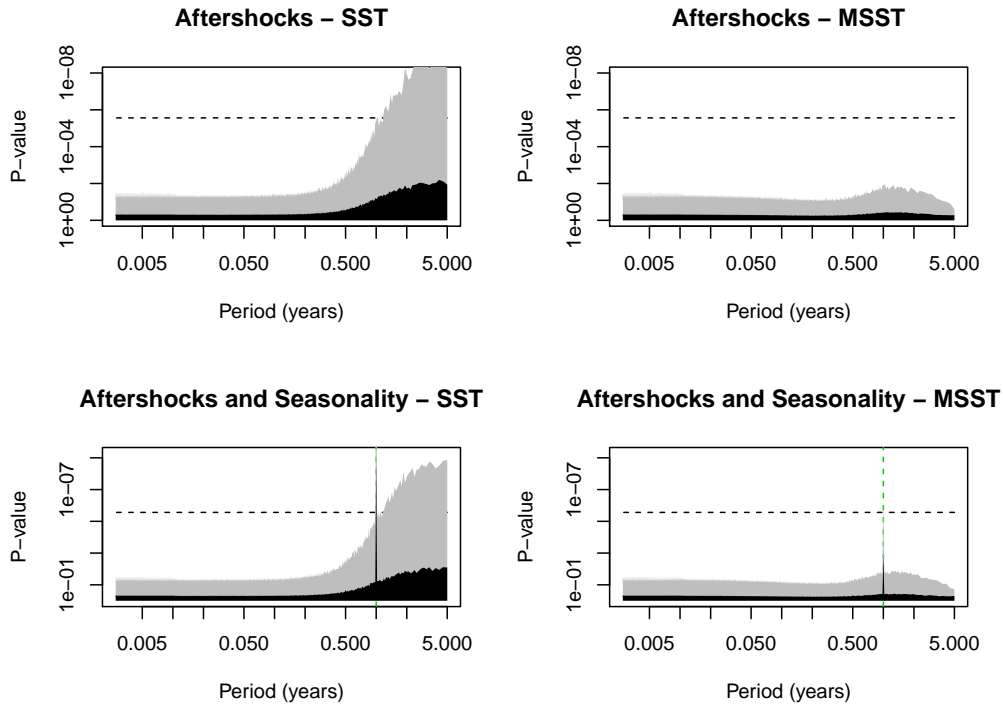 Aftershocks − SST
P−value
1e+00
1e−04
1e−08
0.005
0.050
0.500
5.000
Period (years)
Aftershocks − MSST
P−value
1e+00
1e−04
1e−08
0.005
0.050
0.500
5.000
Period (years)
Aftershocks and Seasonality − SST
P−value
1e−01
1e−07
0.005
0.050
0.500
5.000
Period (years)
Aftershocks and Seasonality − MSST
P−value
1e−01
1e−07
0.005
0.050
0.500
5.000
Period (years)